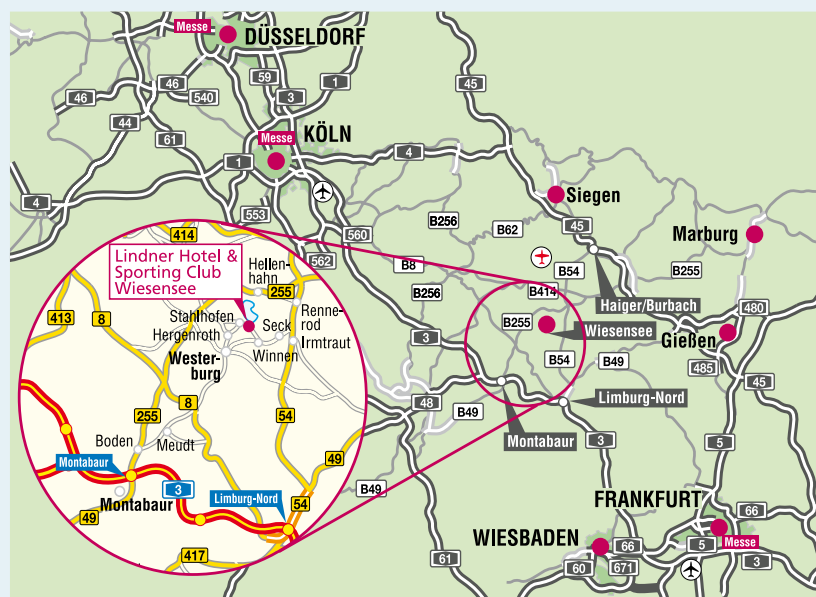 Messe
DÜSSELDORF
59
1
45
46
540
3
46
44
61
Messe
KÖLN
1
4
4
Siegen
553
560
B256
B62
45
Marburg
414
562
B8
B54
B255
Lindner Hotel &
Sporting Club
Wiesensee
Hellen-
hahn
255
B256
B414
Haiger/Burbach
Renne-
rod
413
8
Stahlhofen
Seck
Hergenroth
Irmtraut
Winnen
Wester-
burg
3
B255
Wiesensee
480
Gießen
B54
B49
485
45
255
8
54
48
B49
Limburg-Nord
Boden
Meudt
Montabaur
3
5
Montabaur
49
B49
3
Montabaur
Limburg-Nord
54
49
417
FRANKFURT
66
WIESBADEN
66
5
Messe
3
61
60
671